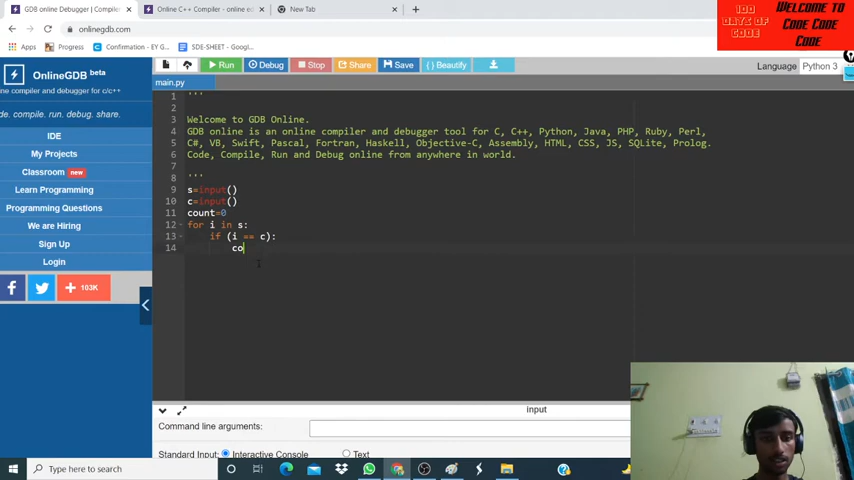 GDB online Debugger | Compiler
Online C++ Compiler - online ed
New Tab
onlinegdb.com
Apps
Progress
Confirmation - EY G...
SDE-SHEET - Googl...
100
DAYS OF
CODE
WELCOME TO
CODE CODE
CODE
OnlineGDB beta
ine compiler and debugger for c/c++
de. compile. run. debug. share.
IDE
My Projects
Classroom new
Learn Programming
Programming Questions
We are Hiring
Sign Up
Login
103K
Run
Debug
Stop
Share
Save
{ } Beautify
Language
Python 3
main.py
1 '''
2
3 Welcome to GDB Online.
4 GDB online is an online compiler and debugger tool for C, C++, Python, Java, PHP, Ruby, Perl,
5 C#, VB, Swift, Pascal, Fortran, Haskell, Objective-C, Assembly, HTML, CSS, JS, SQLite, Prolog.
6 Code, Compile, Run and Debug online from anywhere in world.
7
8 '''
9 s=input()
10 c=input()
11 count=0
12 for i in s:
13 if (i == c):
14 co
input
Command line arguments:
Standard Input:
Interactive Console
Text
Type here to search